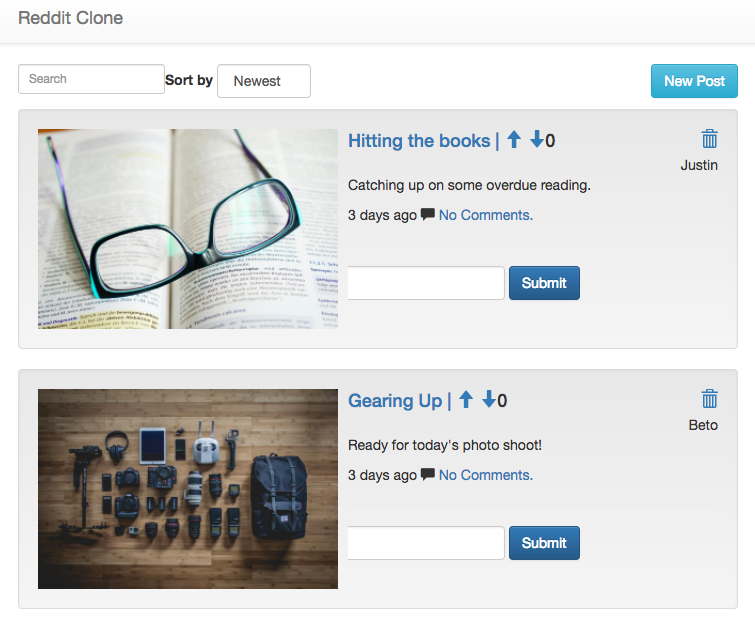 Reddit Clone
Search Sort by Newest New Post
Hitting the books | 0
Justin
Catching up on some overdue reading.
3 days ago No Comments.
Submit
Gearing Up | 0
Beto
Ready for today's photo shoot!
3 days ago No Comments.
Submit